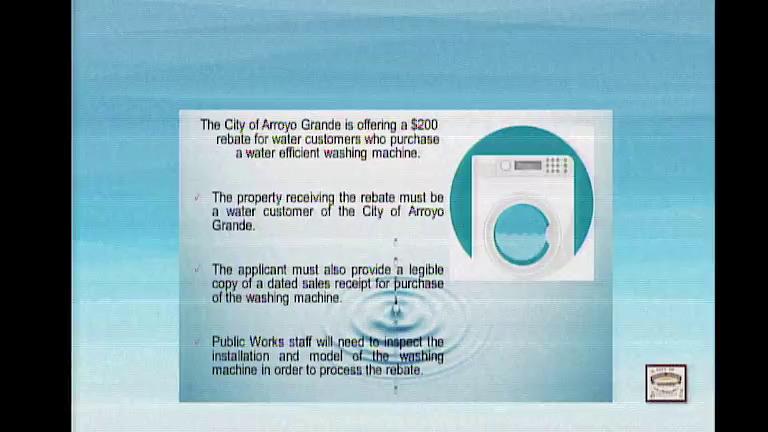 The City of Arroyo Grande is offering a $200
rebate for water customers who purchase
a water efficient washing machine.
The property receiving the rebate must be
a water customer of the City of Arroyo
Grande.
The applicant must also provide a legible
copy of a dated sales receipt for purchase
of the washing machine.
Public Works staff will need to inspect the
installation and model of the washing
machine in order to process the rebate.